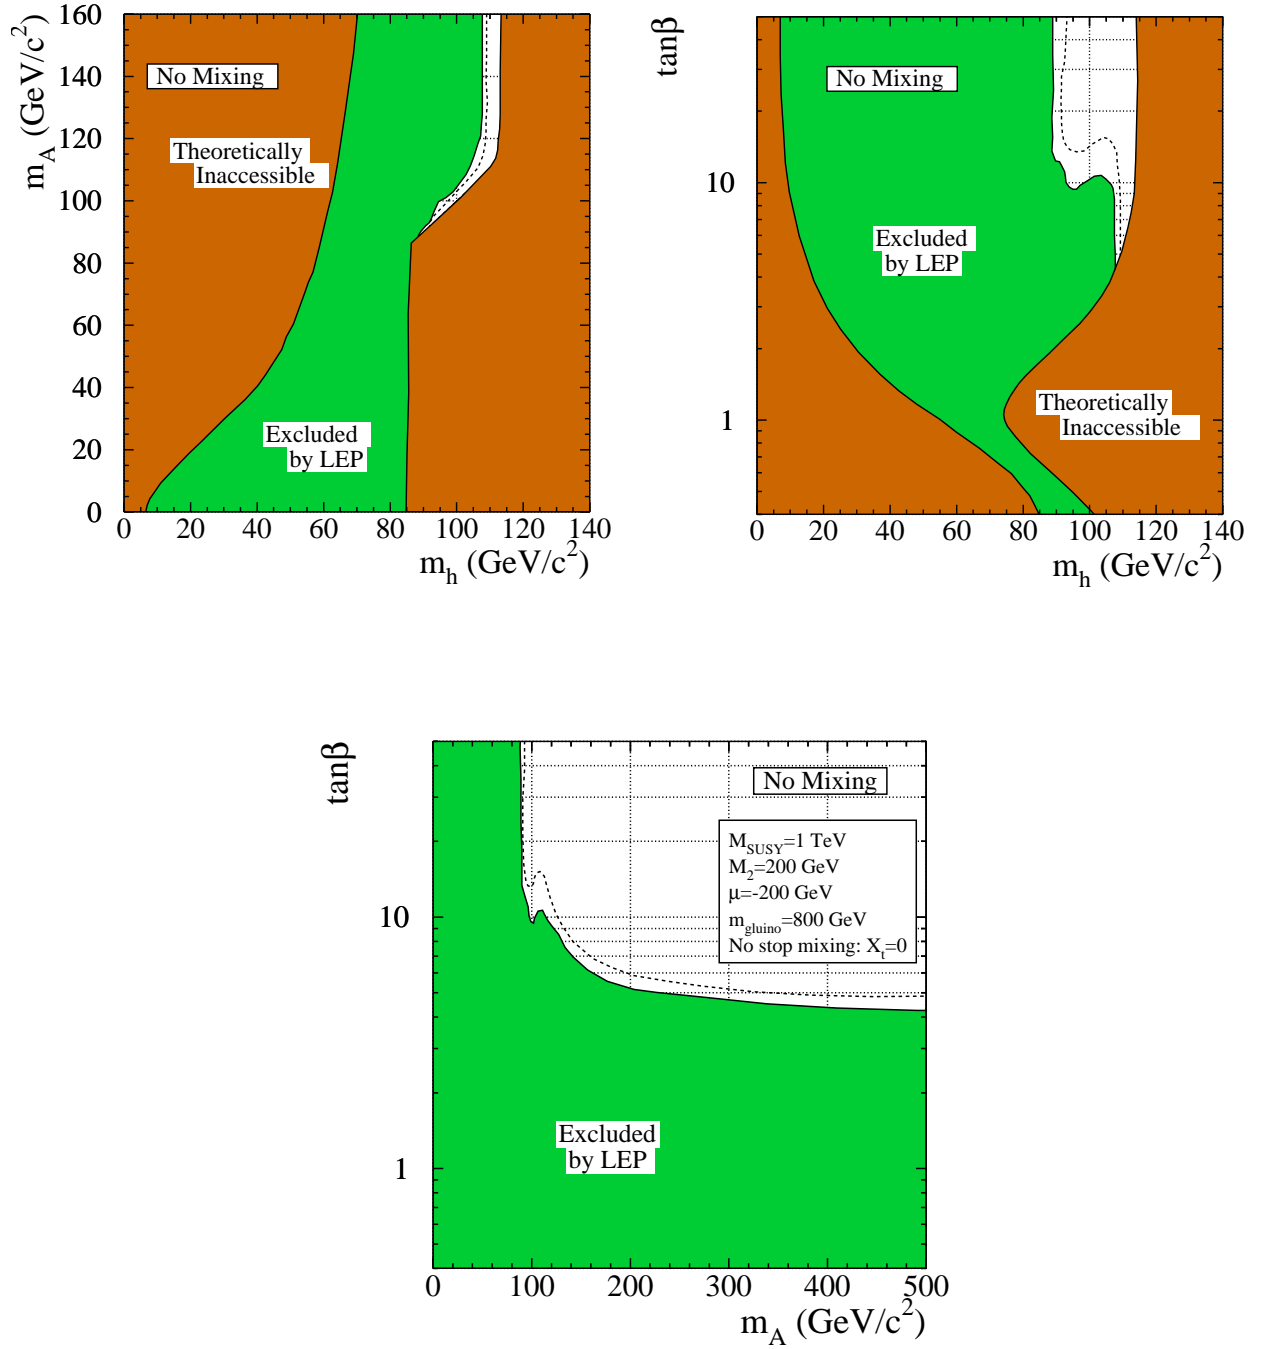 m_A (GeV/c^2)
160
140
120
100
80
60
40
20
0
No Mixing
Theoretically
Inaccessible
Excluded
by LEP
0 20 40 60 80 100 120 140
m_h (GeV/c^2)
tanβ
10
1
No Mixing
Excluded
by LEP
Theoretically
Inaccessible
0 20 40 60 80 100 120 140
m_h (GeV/c^2)
tanβ
10
1
No Mixing
M_SUSY=1 TeV
M_2=200 GeV
μ=-200 GeV
m_gluino=800 GeV
No stop mixing: X_t=0
Excluded
by LEP
0 100 200 300 400 500
m_A (GeV/c^2)